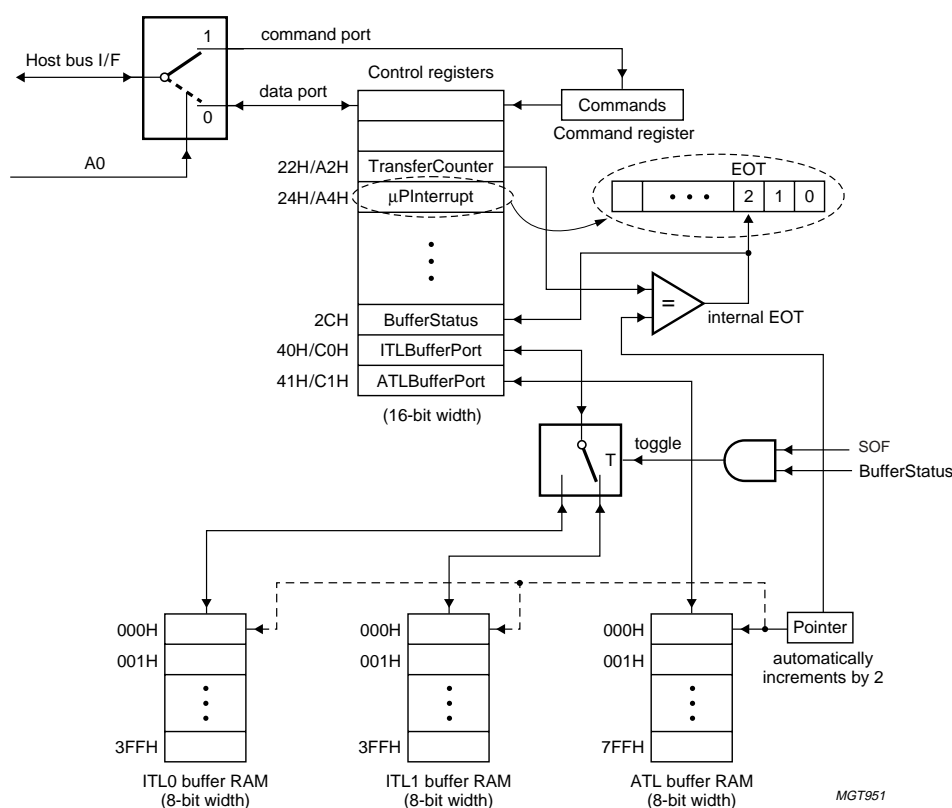 1
command port
Host bus I/F
Control registers
data port
0
Commands
Command register
A0
22H/A2H
TransferCounter
EOT
24H/A4H
μPInterrupt
2
1
0
=
internal EOT
2CH
BufferStatus
40H/C0H
ITLBufferPort
41H/C1H
ATLBufferPort
(16-bit width)
T
toggle
SOF
BufferStatus
000H
000H
000H
Pointer
001H
001H
001H
automatically
increments by 2
3FFH
3FFH
7FFH
ITL0 buffer RAM
(8-bit width)
ITL1 buffer RAM
(8-bit width)
ATL buffer RAM
(8-bit width)
MGT951